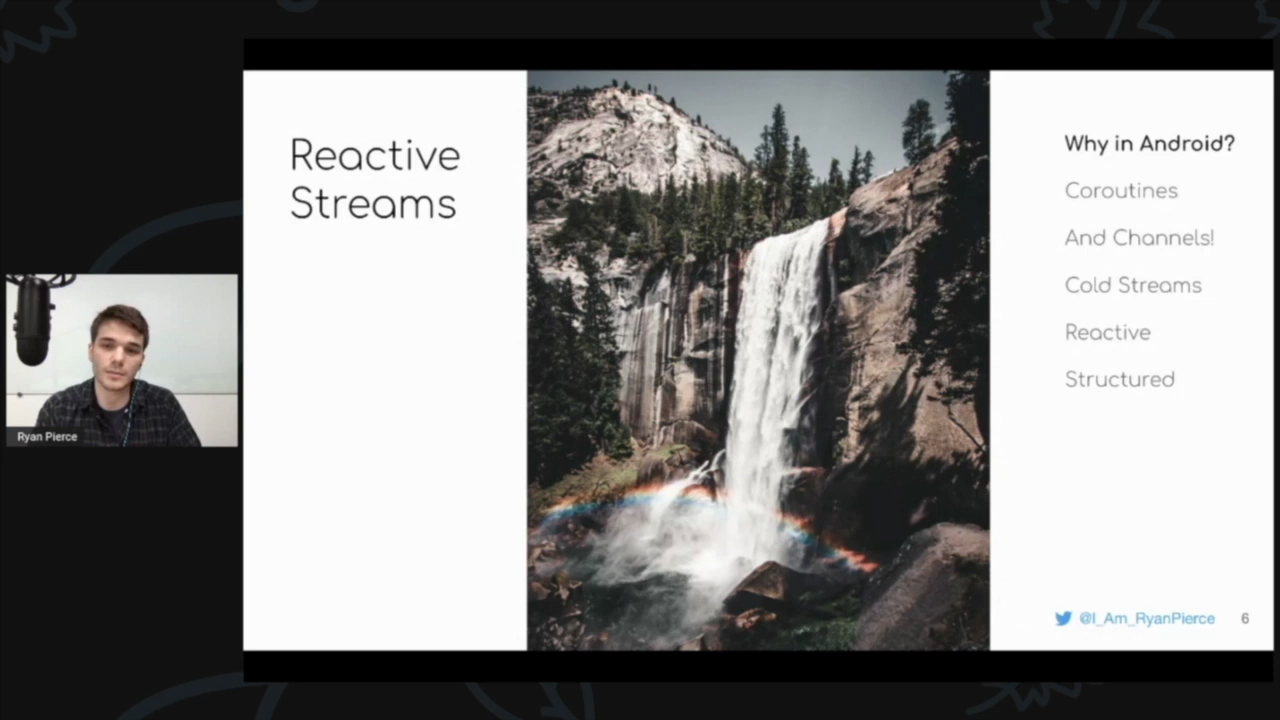 Ryan Pierce
Reactive
Streams
Why in Android?
Coroutines
And Channels!
Cold Streams
Reactive
Structured
@I_Am_RyanPierce
6